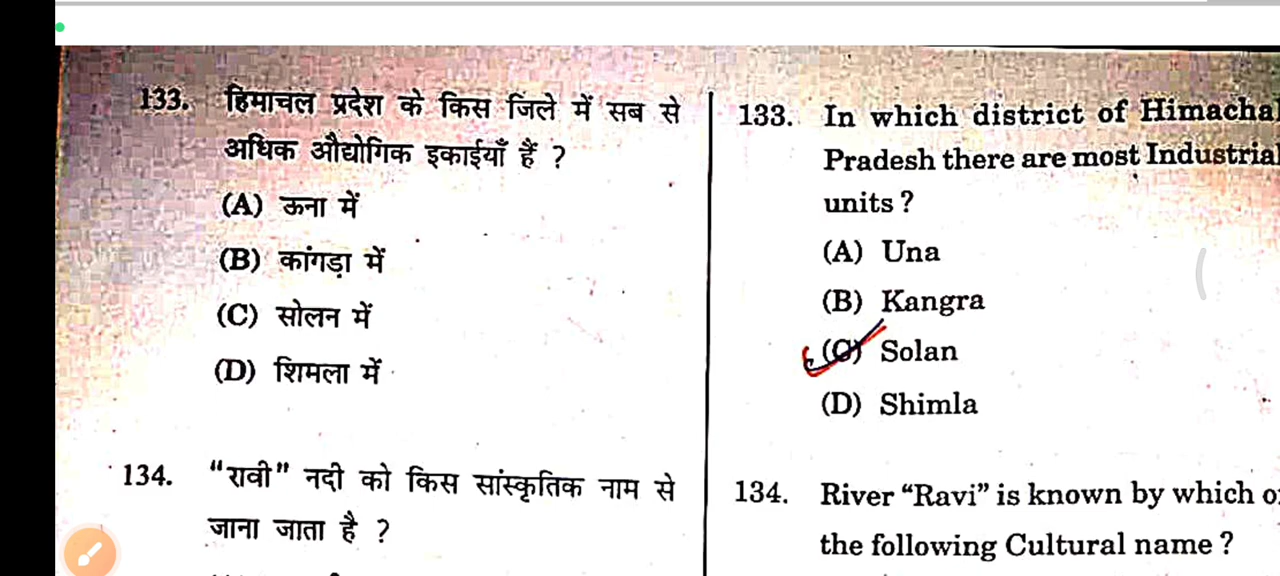 133. हिमाचल प्रदेश के किस जिले में सब से
अधिक औद्योगिक इकाईयाँ हैं ?
(A) ऊना में
(B) कांगड़ा में
(C) सोलन में
(D) शिमला में
134. “रावी” नदी को किस सांस्कृतिक नाम से
जाना जाता है ?
133. In which district of Himachal
Pradesh there are most Industrial
units ?
(A) Una
(B) Kangra
(C) Solan
(D) Shimla
134. River “Ravi” is known by which
the following Cultural name ?